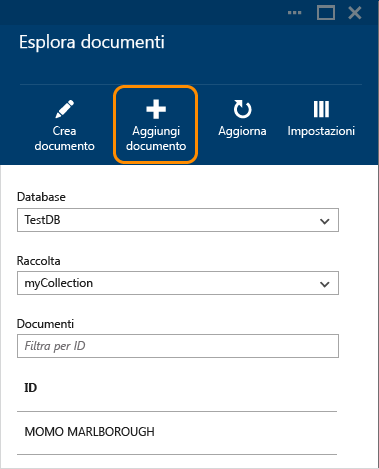 Esplora documenti
Crea
documento
Aggiungi
documento
Aggiorna
Impostazioni
Database
TestDB
Raccolta
myCollection
Documenti
Filtra per ID
ID
MOMO MARLBOROUGH